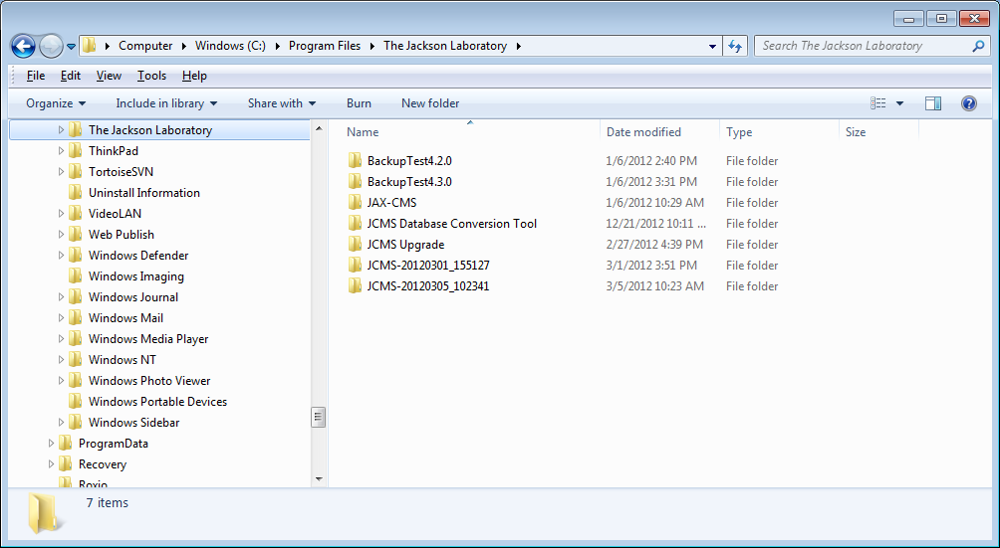 Computer Windows (C:) Program Files The Jackson Laboratory Search The Jackson Laboratory
File Edit View Tools Help
Organize Include in library Share with Burn New folder
The Jackson Laboratory
ThinkPad
TortoiseSVN
Uninstall Information
VideoLAN
Web Publish
Windows Defender
Windows Imaging
Windows Journal
Windows Mail
Windows Media Player
Windows NT
Windows Photo Viewer
Windows Portable Devices
Windows Sidebar
ProgramData
Recovery
Roxio
Name Date modified Type Size
BackupTest4.2.0 1/6/2012 2:40 PM File folder
BackupTest4.3.0 1/6/2012 3:31 PM File folder
JAX-CMS 1/6/2012 10:29 AM File folder
JCMS Database Conversion Tool 12/21/2012 10:11 ... File folder
JCMS Upgrade 2/27/2012 4:39 PM File folder
JCMS-20120301_155127 3/1/2012 3:51 PM File folder
JCMS-20120305_102341 3/5/2012 10:23 AM File folder
7 items